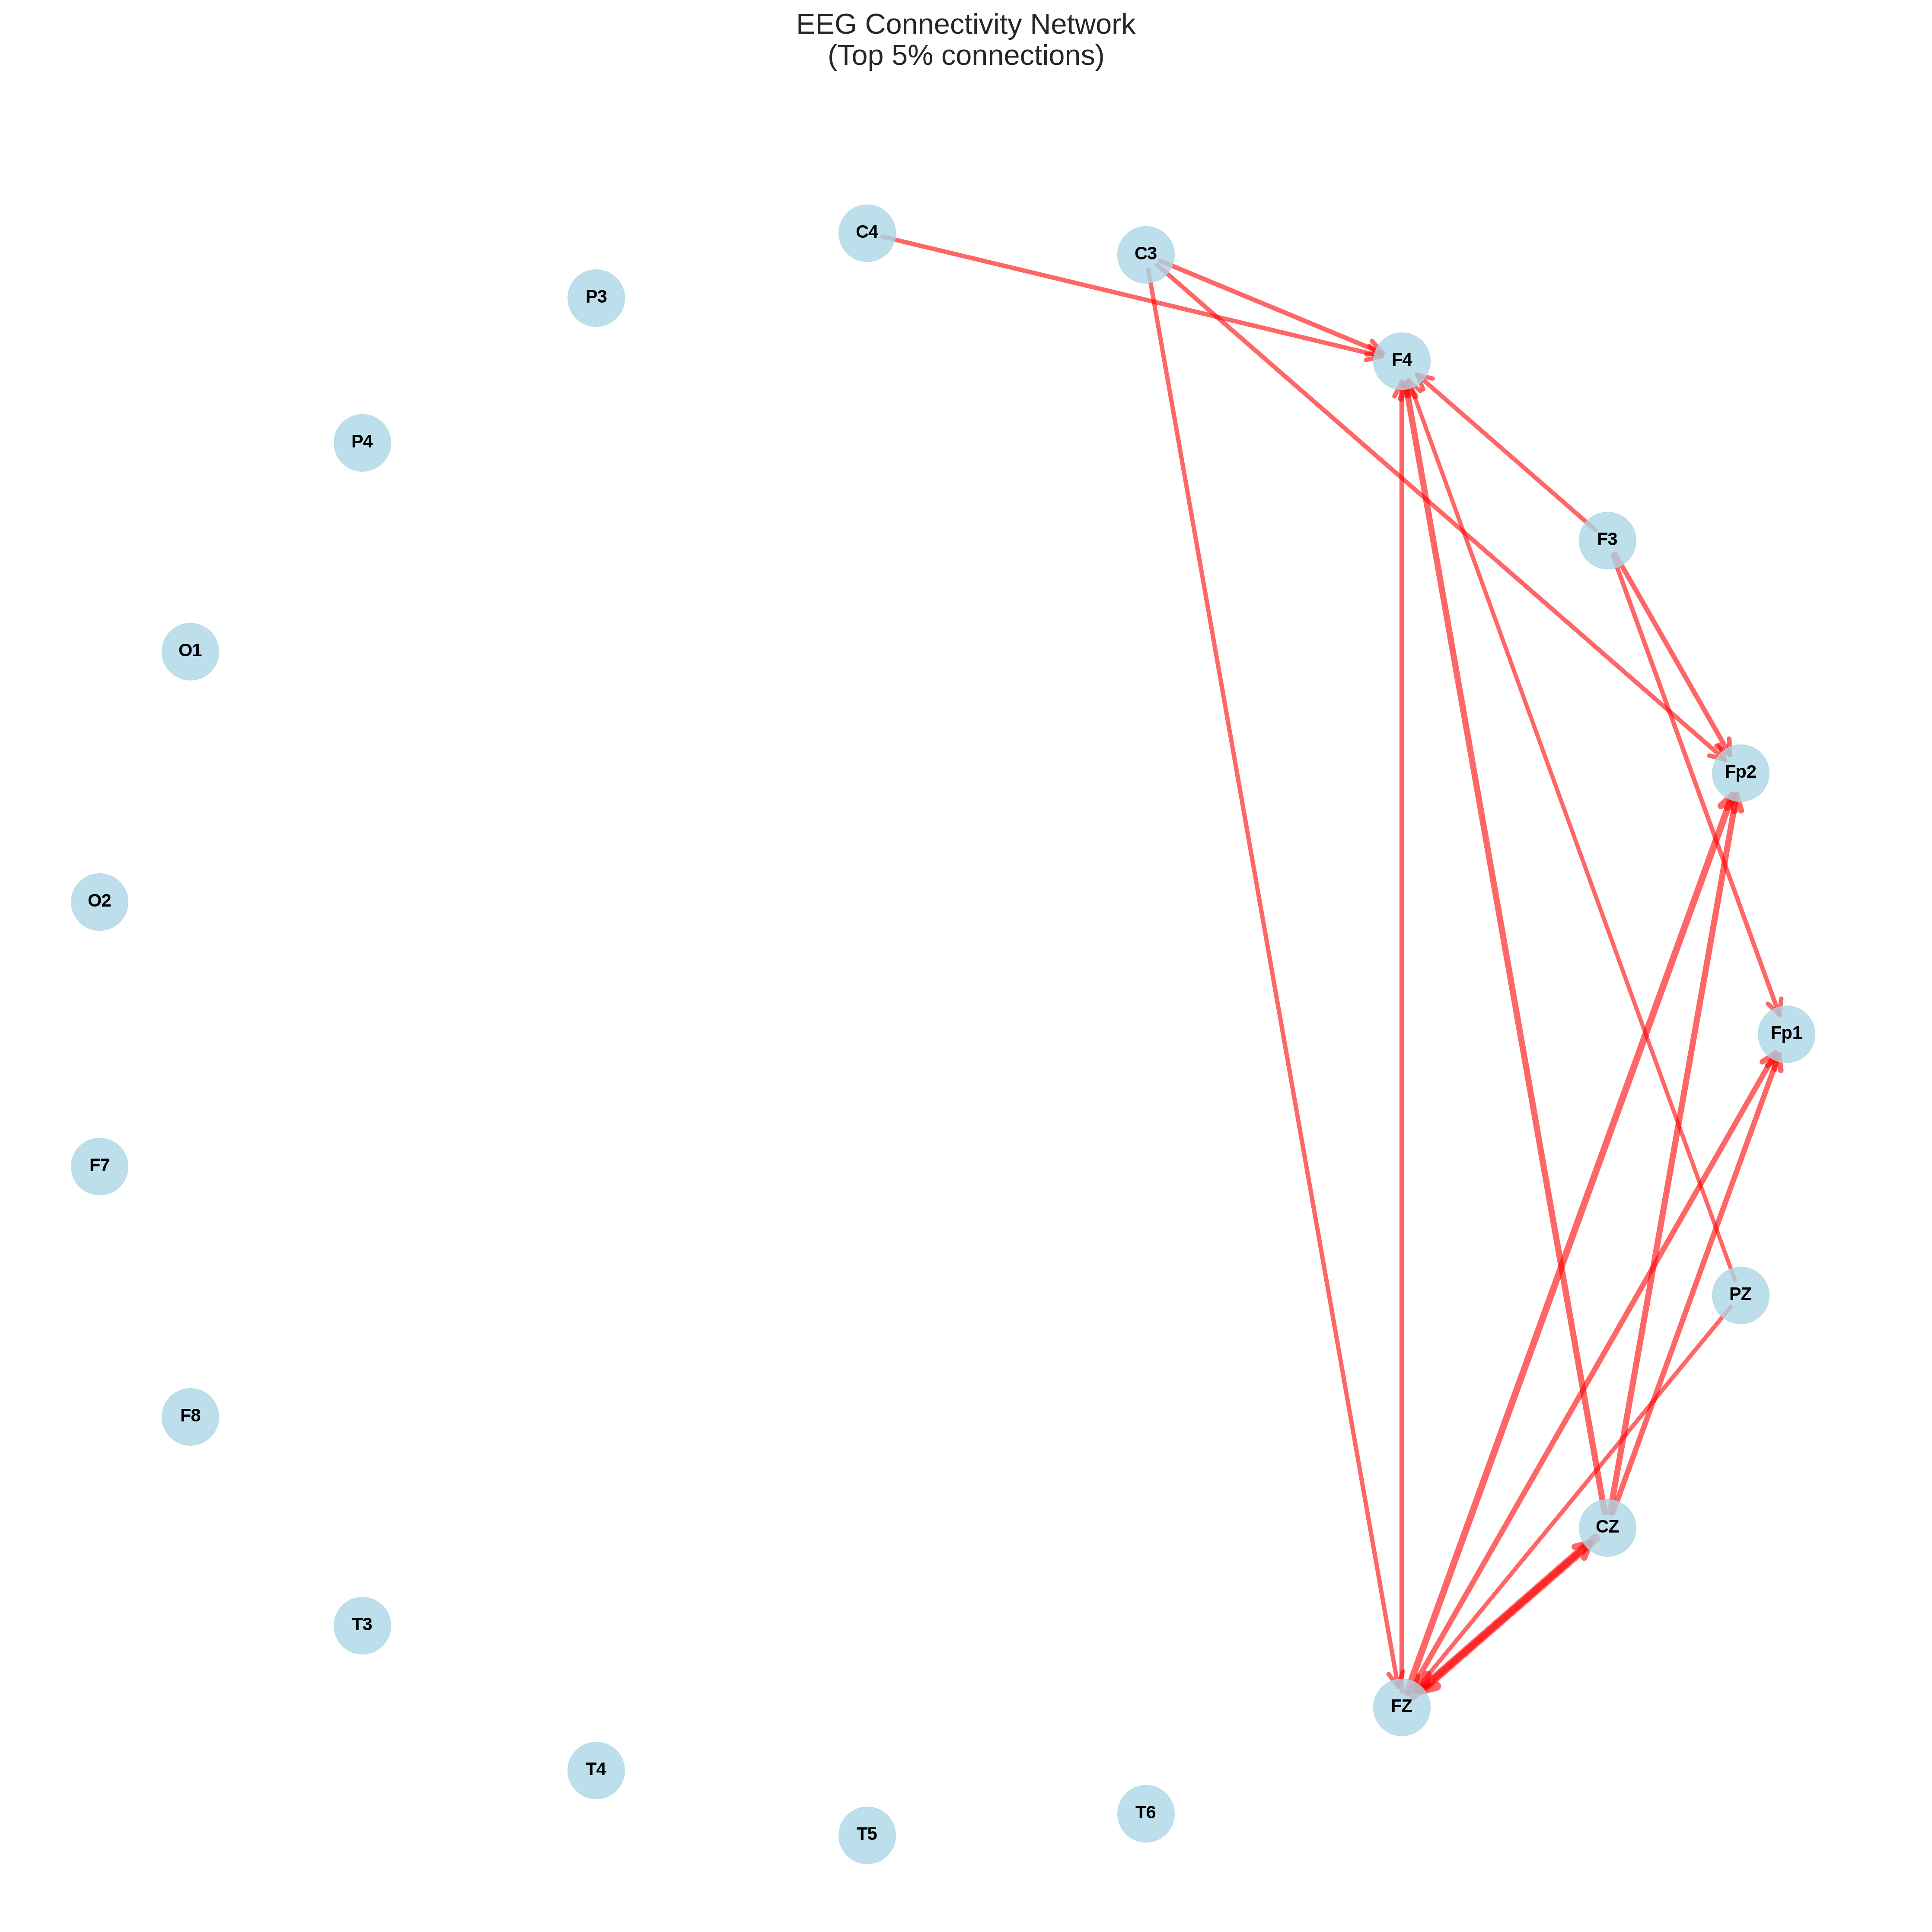 EEG Connectivity Network
(Top 5% connections)
C4
C3
P3
F4
P4
F3
O1
Fp2
O2
Fp1
F7
PZ
F8
CZ
T3
FZ
T4
T6
T5